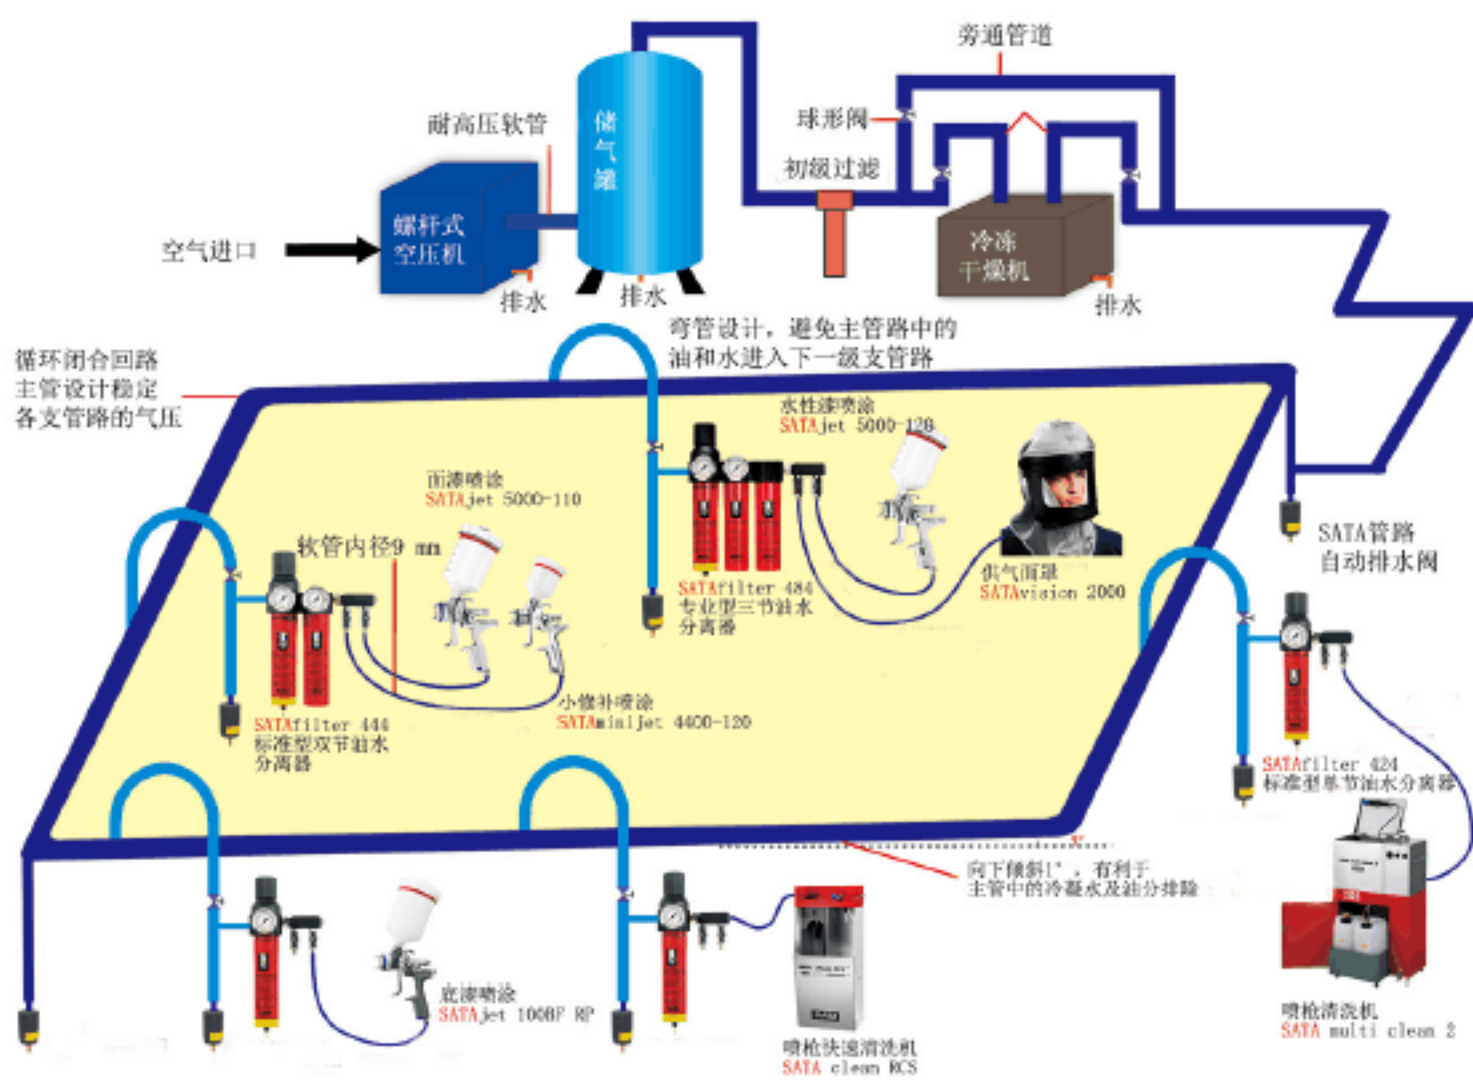 旁通管道
球形阀
耐高压软管
初级过滤
储
气
罐
螺杆式
空压机
空气进口
冷冻
干燥机
排水
排水
排水
弯管设计，避免主管路中的
油和水进入下一级支管路
循环闭合回路
主管设计稳定
各支管路的气压
水性漆喷涂
SATAjet 5000-120
面漆喷涂
SATAjet 5000-110
软管内径9 mm
SATA管路
自动排水阀
供气面罩
SATAvision 2000
SATAfilter 484
专业型三节油水
分离器
小修补喷涂
SATAminijet 4400-120
SATAfilter 444
标准型双节油水
分离器
SATAfilter 424
标准型单节油水分离器
1°
向下倾斜1°，有利于
主管中的冷凝水及油分排除
底漆喷涂
SATAjet 100BF RP
喷枪快速清洗机
SATA clean RCS
喷枪清洗机
SATA multi clean 2